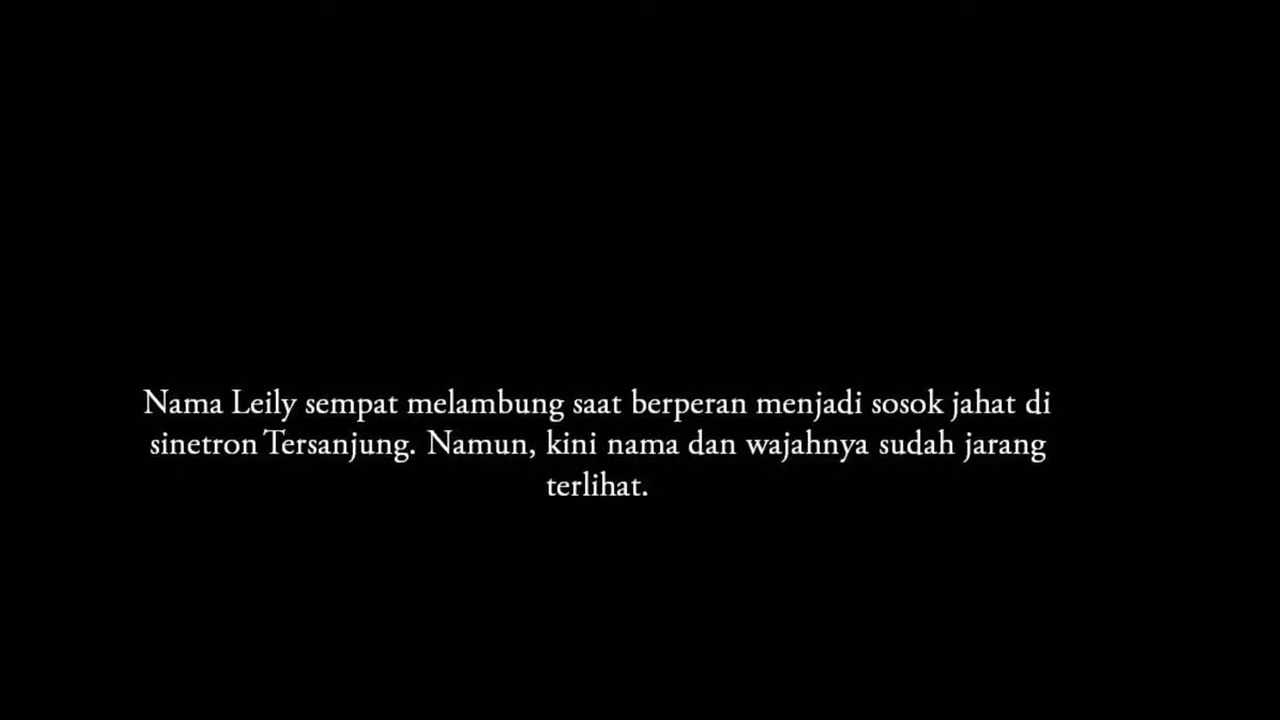 Nama Leily sempat melambung saat berperan menjadi sosok jahat di
sinetron Tersanjung. Namun, kini nama dan wajahnya sudah jarang
terlihat.